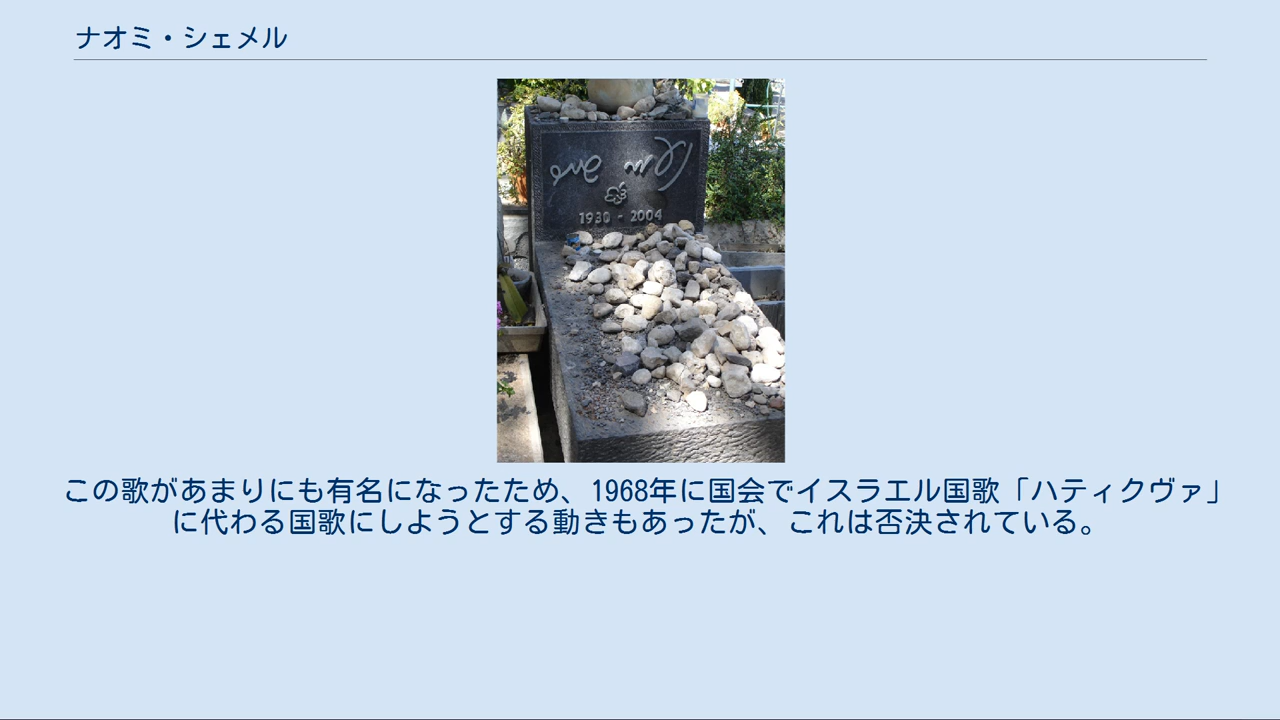 ナオミ・シェメル
1930 - 2004
この歌があまりにも有名になったため、1968年に国会でイスラエル国歌「ハティクヴァ」
に代わる国歌にしようとする動きもあったが、これは否決されている。